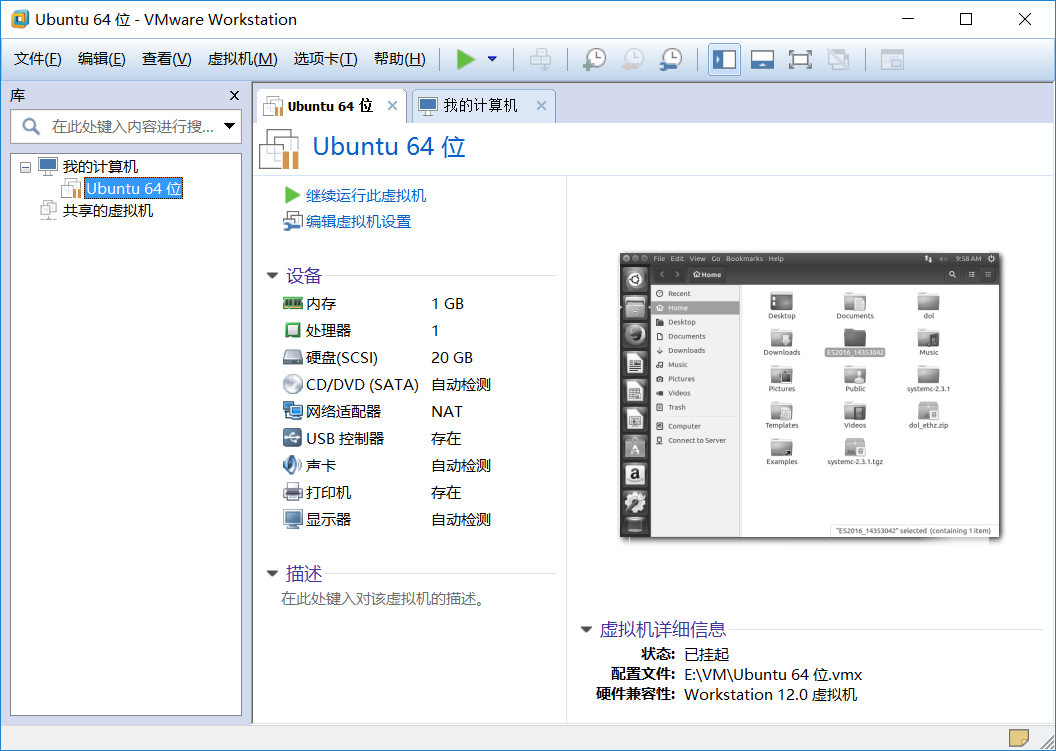 Ubuntu 64 位 - VMware Workstation
文件(F) 编辑(E) 查看(V) 虚拟机(M) 选项卡(T) 帮助(H)
库
在此处键入内容进行搜...
我的计算机
Ubuntu 64 位
共享的虚拟机
Ubuntu 64 位
我的计算机
Ubuntu 64 位
继续运行此虚拟机
编辑虚拟机设置
设备
内存 1 GB
处理器 1
硬盘(SCSI) 20 GB
CD/DVD (SATA) 自动检测
网络适配器 NAT
USB 控制器 存在
声卡 自动检测
打印机 存在
显示器 自动检测
描述
在此处键入对该虚拟机的描述。
File Edit View Go Bookmarks Help 9:58 AM
Home
Recent
Home
Desktop
Documents
Downloads
Music
Pictures
Videos
Trash
Computer
Connect to Server
Desktop Documents dol
Downloads ES2016_14353042 Music
Pictures Public systemc-2.3.1
Templates Videos dol_ethz.zip
Examples systemc-2.3.1.tgz
"ES2016_14353042" selected (containing 1 item)
虚拟机详细信息
状态: 已挂起
配置文件: E:\VM\Ubuntu 64 位.vmx
硬件兼容性: Workstation 12.0 虚拟机